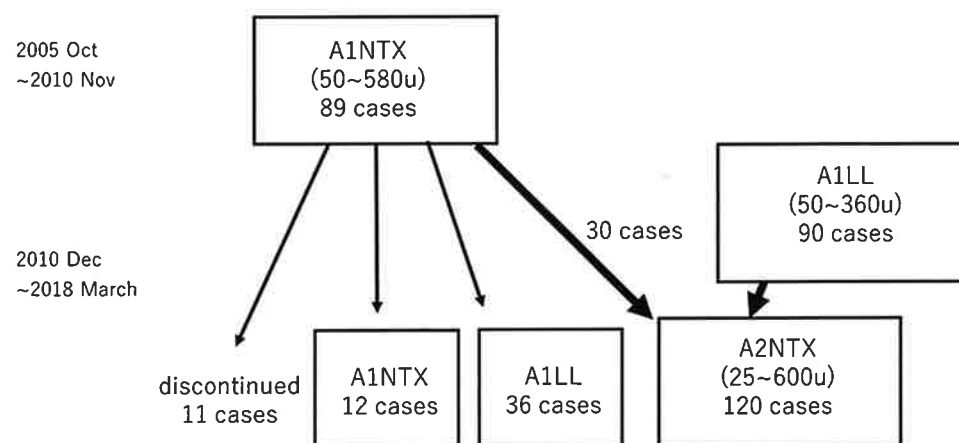 2005 Oct
~2010 Nov
A1NTX
(50~580u)
89 cases
A1LL
(50~360u)
90 cases
30 cases
2010 Dec
~2018 March
discontinued
11 cases
A1NTX
12 cases
A1LL
36 cases
A2NTX
(25~600u)
120 cases